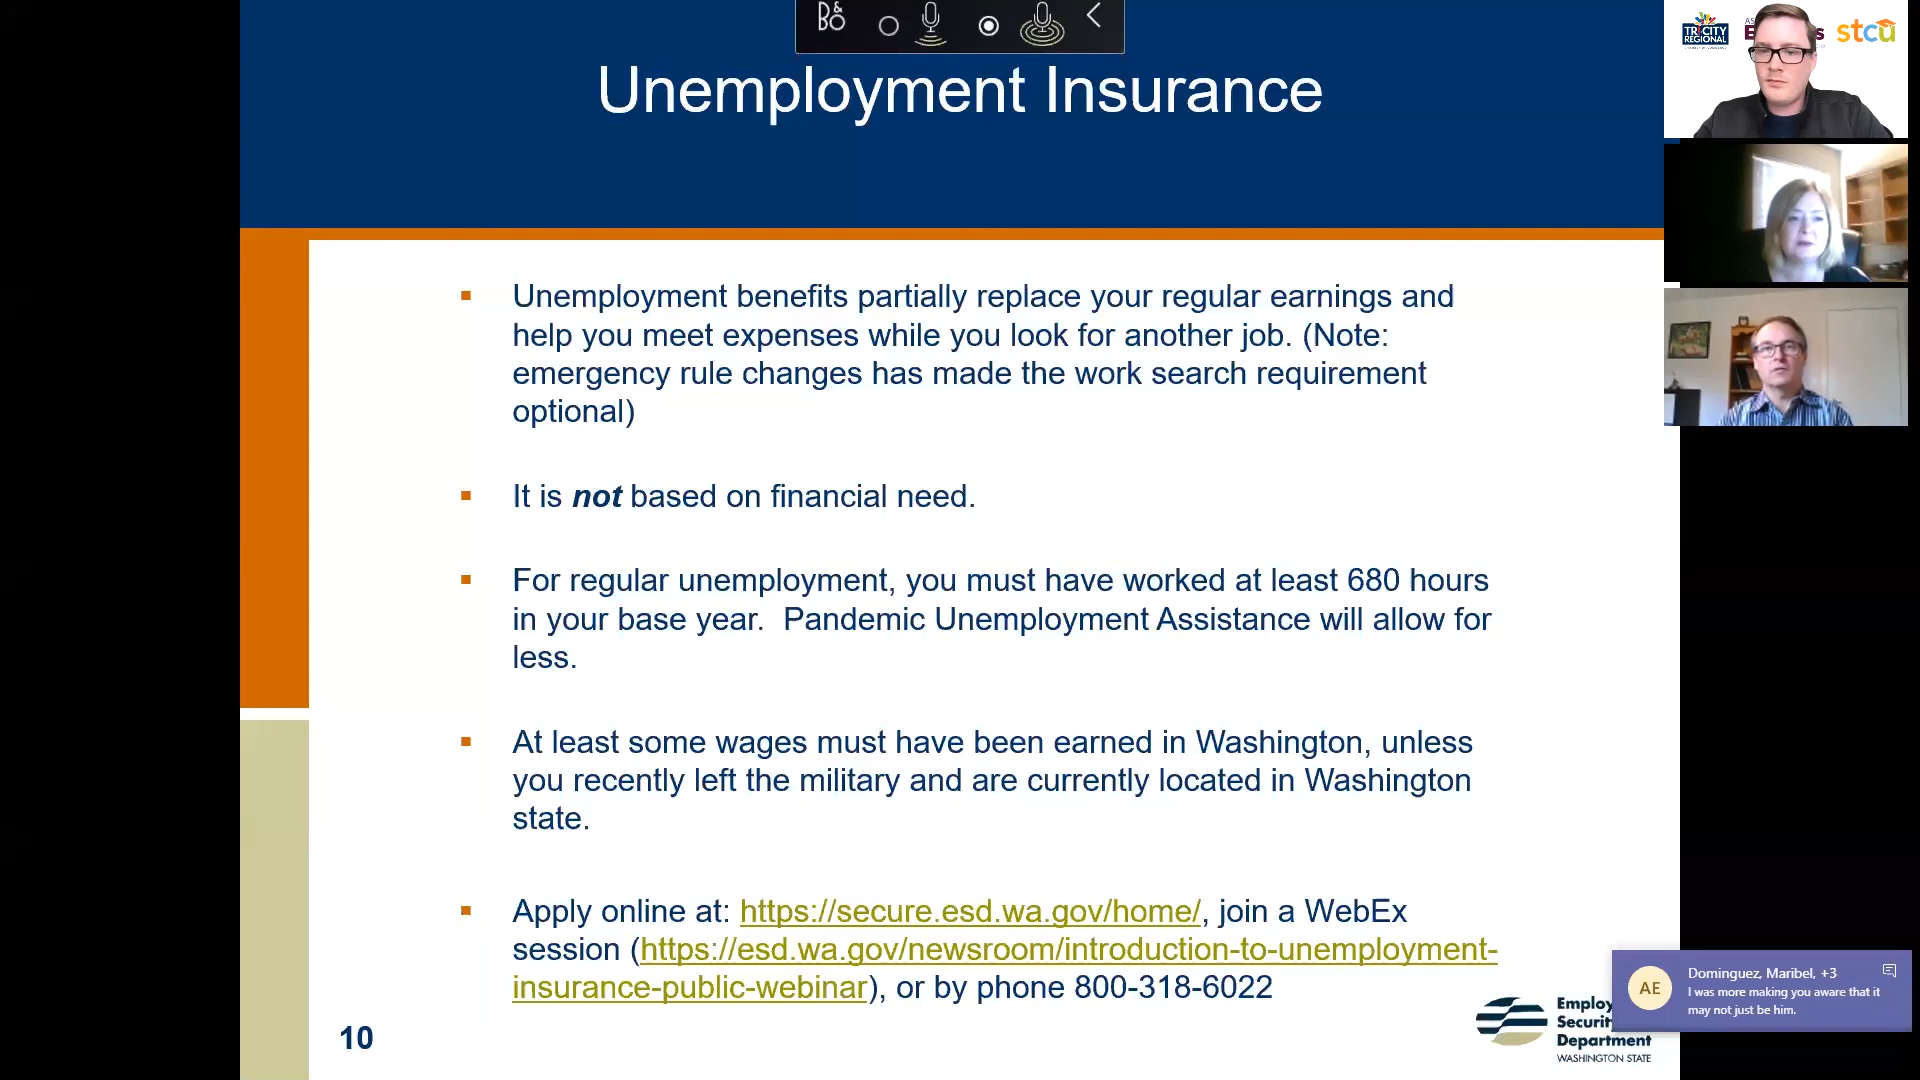 B&O
Unemployment Insurance
TRI-CITY
REGIONAL
stcu
Unemployment benefits partially replace your regular earnings and
help you meet expenses while you look for another job. (Note:
emergency rule changes has made the work search requirement
optional)
It is not based on financial need.
For regular unemployment, you must have worked at least 680 hours
in your base year. Pandemic Unemployment Assistance will allow for
less.
At least some wages must have been earned in Washington, unless
you recently left the military and are currently located in Washington
state.
Apply online at: https://secure.esd.wa.gov/home/, join a WebEx
session (https://esd.wa.gov/newsroom/introduction-to-unemployment-
insurance-public-webinar), or by phone 800-318-6022
10
Employ
Securit
Department
WASHINGTON STATE
AE
Dominguez, Maribel, +3
I was more making you aware that it
may not just be him.